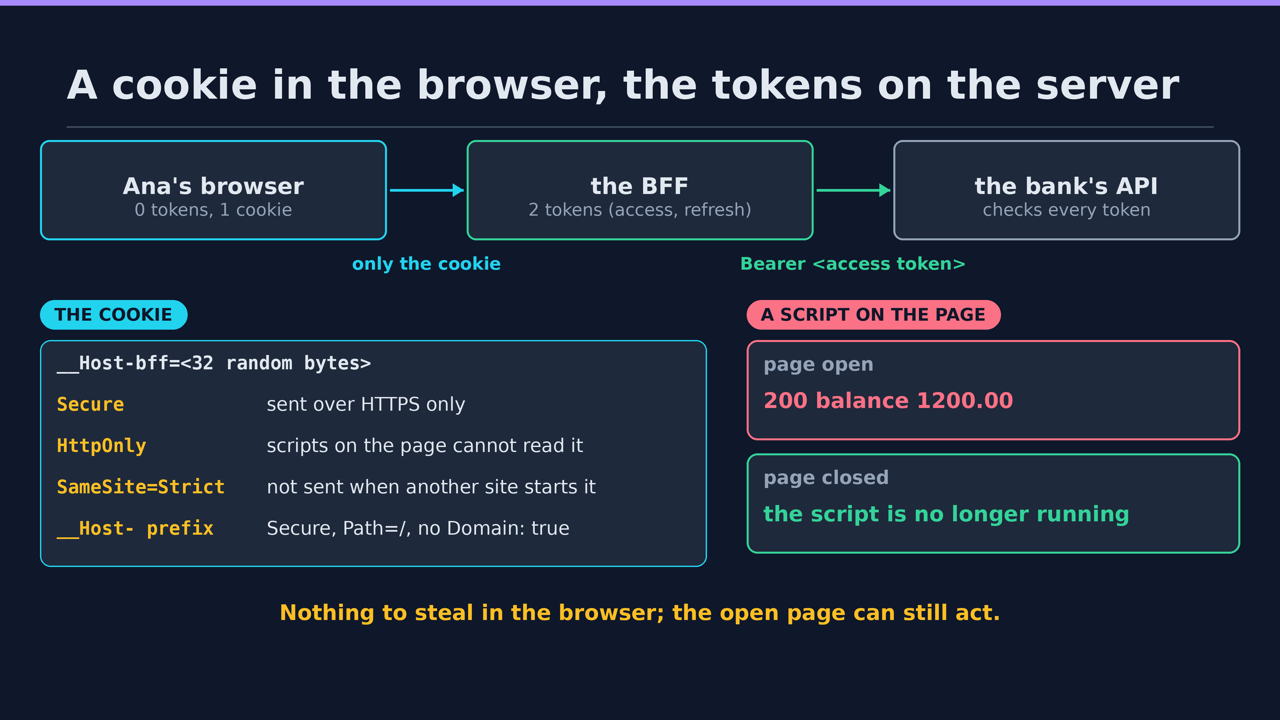 A cookie in the browser, the tokens on the server
Ana's browser
0 tokens, 1 cookie
the BFF
2 tokens (access, refresh)
the bank's API
checks every token
only the cookie
Bearer <access token>
THE COOKIE
__Host-bff=<32 random bytes>
Secure sent over HTTPS only
HttpOnly scripts on the page cannot read it
SameSite=Strict not sent when another site starts it
__Host- prefix Secure, Path=/, no Domain: true
A SCRIPT ON THE PAGE
page open
200 balance 1200.00
page closed
the script is no longer running
Nothing to steal in the browser; the open page can still act.